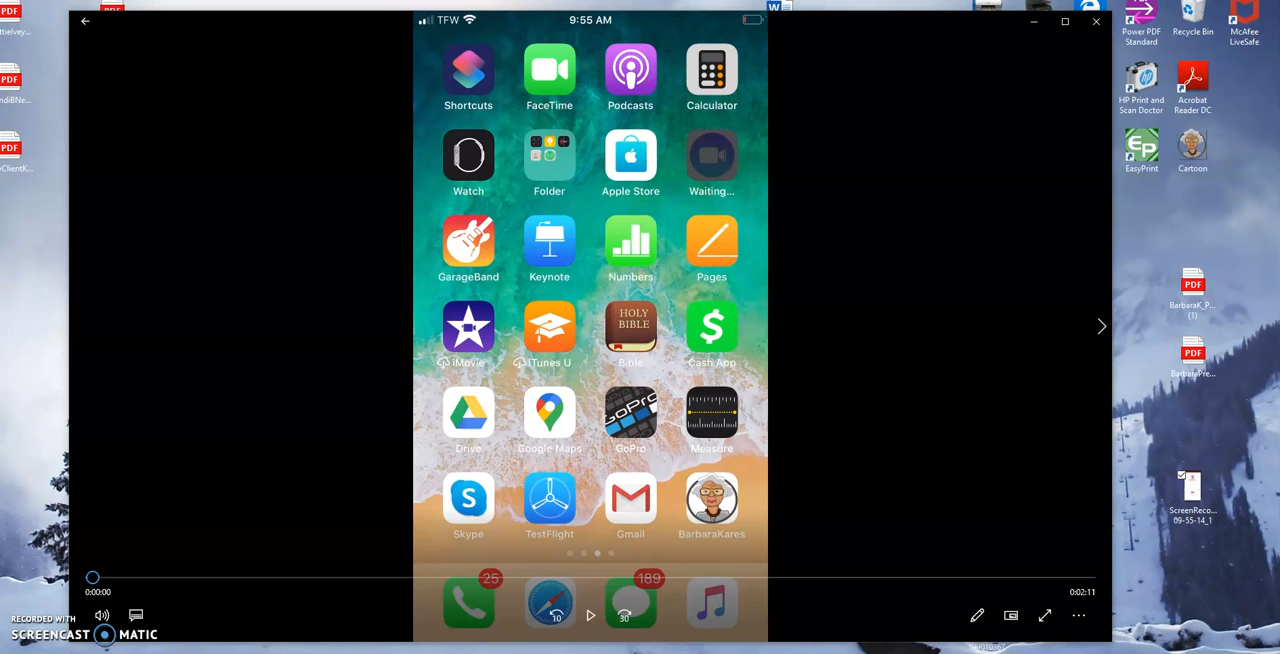 TFW
9:55 AM
Shortcuts
FaceTime
Podcasts
Calculator
Watch
Folder
Apple Store
Waiting...
GarageBand
Keynote
Numbers
Pages
HOLY
BIBLE
iMovie
iTunes U
Bible
Cash App
GoPro
Drive
Google Maps
GoPro
Measure
Skype
TestFlight
Gmail
BarbaraKares
25
189
0:00:00
0:02:11
10
30
RECORDED WITH
SCREENCAST MATIC
PDF
PDF
PDF
Power PDF
Standard
Recycle Bin
McAfee
LiveSafe
HP Print and
Scan Doctor
Acrobat
Reader DC
EP
EasyPrint
Cartoon
PDF
BarbaraK_P...
(1)
PDF
BarbaraPre...
ScreenReco...
09-55-14_1